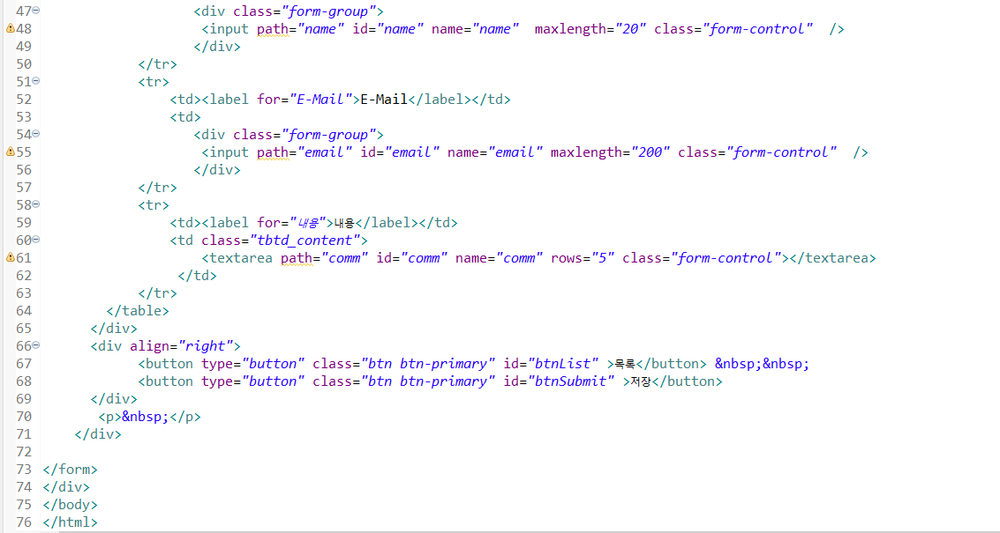 47 <div class="form-group">
48 <input path="name" id="name" name="name"  maxlength="20" class="form-control"  />
49 </div>
50 </tr>
51 <tr>
52 <td><label for="E-Mail">E-Mail</label></td>
53 <td>
54 <div class="form-group">
55 <input path="email" id="email" name="email" maxlength="200" class="form-control"  />
56 </div>
57 </tr>
58 <tr>
59 <td><label for="내용">내용</label></td>
60 <td class="tbtd_content">
61 <textarea path="comm" id="comm" name="comm" rows="5" class="form-control"></textarea>
62 </td>
63 </tr>
64 </table>
65 </div>
66 <div align="right">
67 <button type="button" class="btn btn-primary" id="btnList" >목록</button> &nbsp;&nbsp;
68 <button type="button" class="btn btn-primary" id="btnSubmit" >저장</button>
69 </div>
70 <p>&nbsp;</p>
71 </div>
72
73 </form>
74 </div>
75 </body>
76 </html>